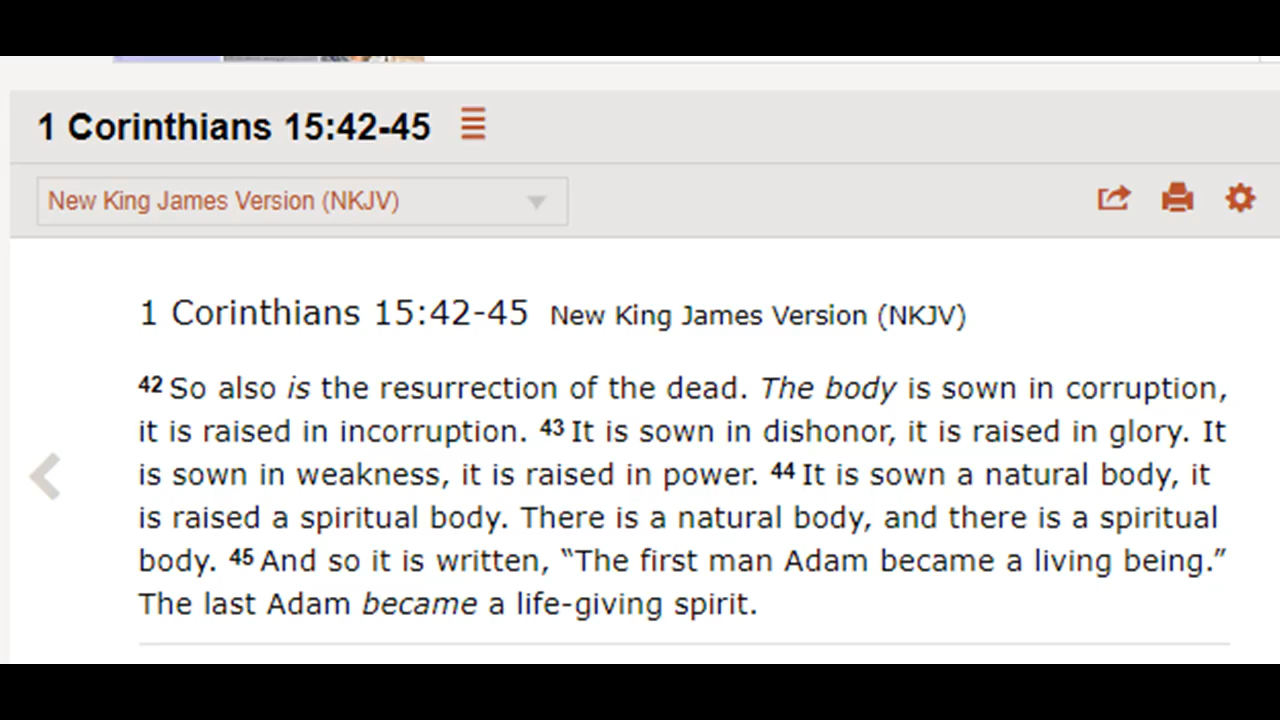 1 Corinthians 15:42-45
New King James Version (NKJV)
1 Corinthians 15:42-45 New King James Version (NKJV)
42 So also is the resurrection of the dead. The body is sown in corruption,
it is raised in incorruption. 43 It is sown in dishonor, it is raised in glory. It
is sown in weakness, it is raised in power. 44 It is sown a natural body, it
is raised a spiritual body. There is a natural body, and there is a spiritual
body. 45 And so it is written, “The first man Adam became a living being.”
The last Adam became a life-giving spirit.